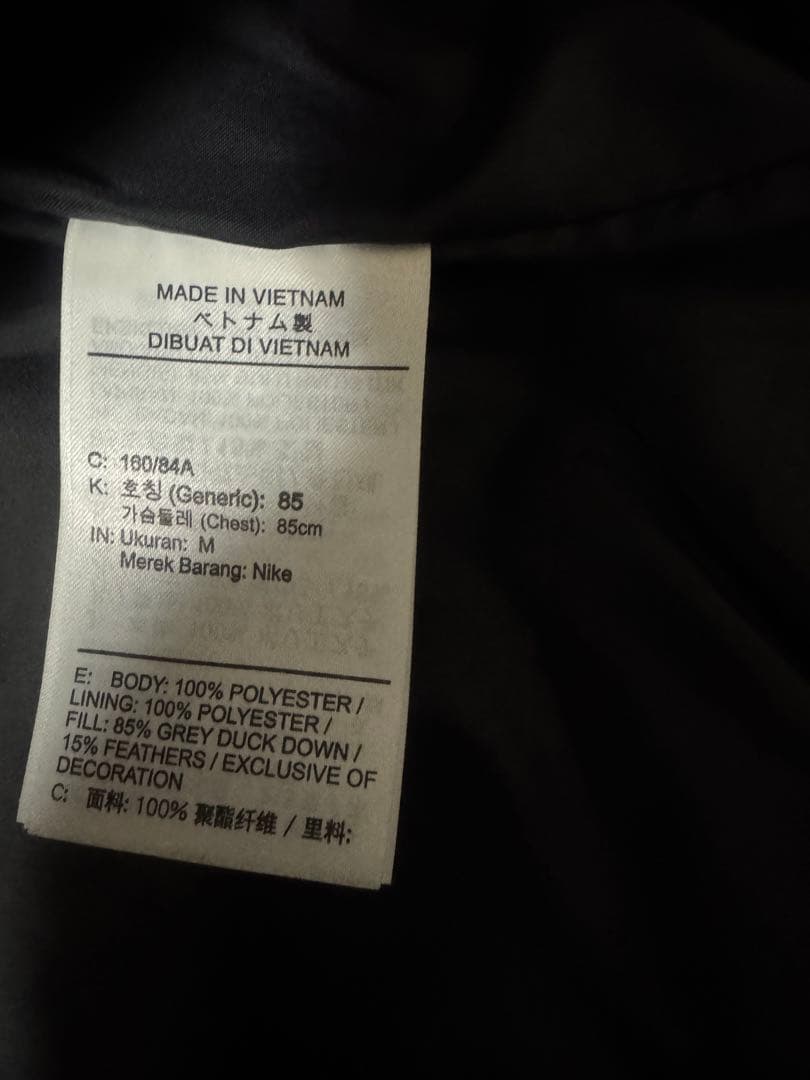 MADE IN VIETNAM
ベトナム製
DIBUAT DI VIETNAM
C: 160/84A
K: 호칭 (Generic): 85
가슴둘레 (Chest): 85cm
IN: Ukuran: M
Merek Barang: Nike
E: BODY: 100% POLYESTER /
LINING: 100% POLYESTER /
FILL: 85% GREY DUCK DOWN /
15% FEATHERS / EXCLUSIVE OF
DECORATION
C: 面料: 100% 聚酯纤维 / 里料: